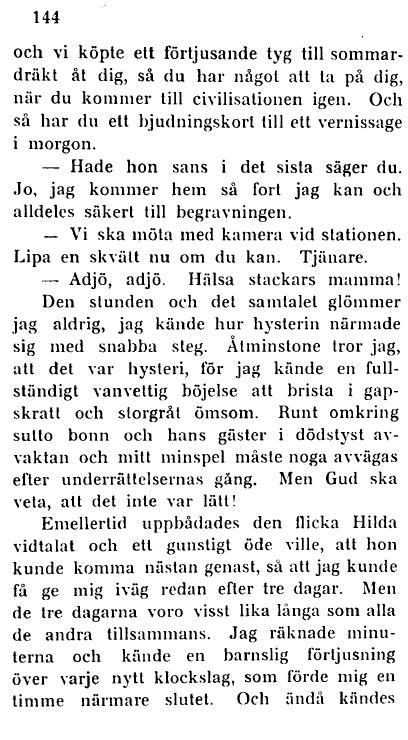 144
och vi köpte ett förtjusande tyg till sommar-
dräkt åt dig, så du har något att ta på dig,
när du kommer till civilisationen igen. Och
så har du ett bjudningskort till ett vernissage
i morgon.
— Hade hon sans i det sista säger du.
Jo, jag kommer hem så fort jag kan och
alldeles säkert till begravningen.
— Vi ska möta med kamera vid stationen.
Lipa en skvätt nu om du kan. Tjänare.
— Adjö, adjö. Hälsa stackars mamma!
Den stunden och det samtalet glömmer
jag aldrig, jag kände hur hysterin närmade
sig med snabba steg. Åtminstone tror jag,
att det var hysteri, för jag kände en full-
ständigt vanvettig böjelse att brista i gap-
skratt och storgråt ömsom. Runt omkring
sutto bonn och hans gäster i dödstyst av-
vaktan och mitt minspel måste noga avvägas
efter underrättelsernas gång. Men Gud ska
veta, att det inte var lätt!
Emellertid uppbådades den flicka Hilda
vidtalat och ett gunstigt öde ville, att hon
kunde komma nästan genast, så att jag kunde
få ge mig iväg redan efter tre dagar. Men
de tre dagarna voro visst lika långa som alla
de andra tillsammans. Jag räknade minu-
terna och kände en barnslig förtjusning
över varje nytt klockslag, som förde mig en
timme närmare slutet. Och ändå kändes